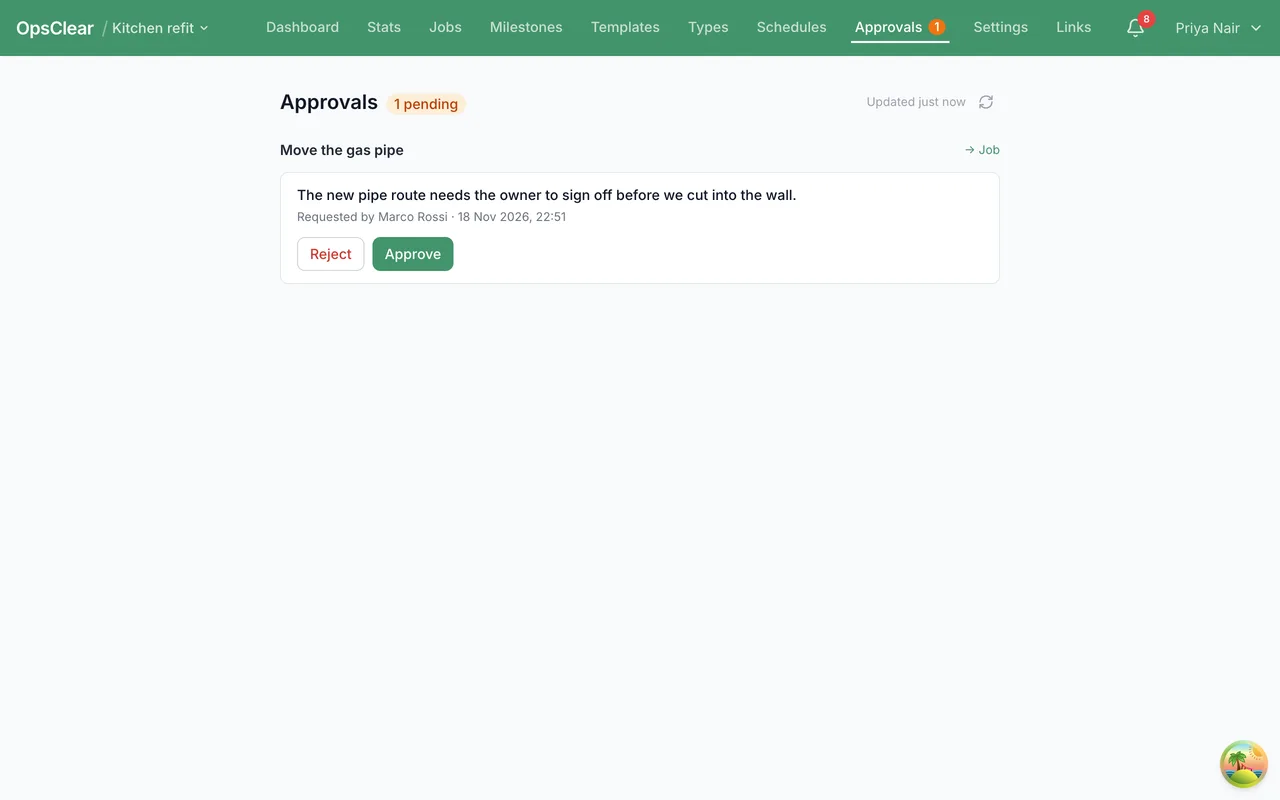 OpsClear / Kitchen refit Dashboard Stats Jobs Milestones Templates Types Schedules Approvals 1 Settings Links 8 Priya Nair
Approvals 1 pending Updated just now
Move the gas pipe → Job
The new pipe route needs the owner to sign off before we cut into the wall.
Requested by Marco Rossi · 18 Nov 2026, 22:51
Reject Approve